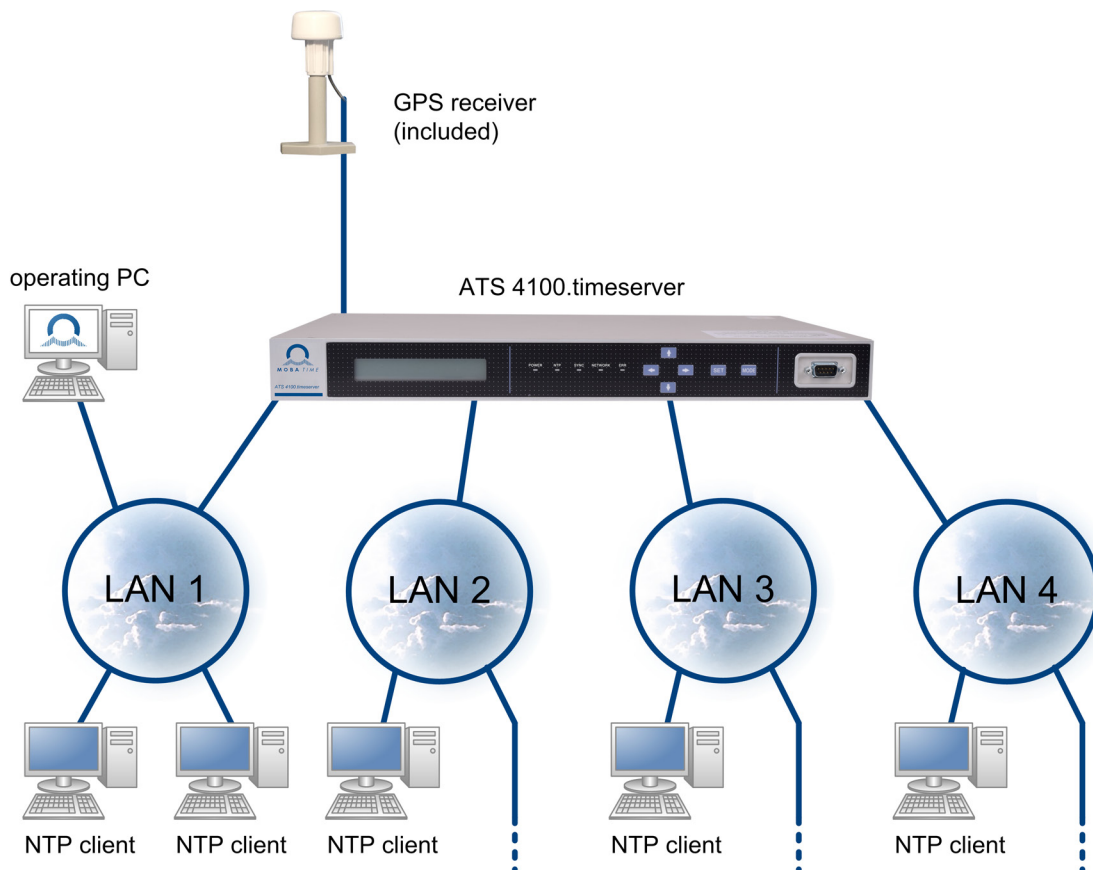 GPS receiver
(included)
operating PC
ATS 4100.timeserver
MOBATIME
ATS 4100.timeserver
POWER NTP SYNC NETWORK ERR
SET MODE
LAN 1
LAN 2
LAN 3
LAN 4
NTP client
NTP client
NTP client
NTP client
NTP client